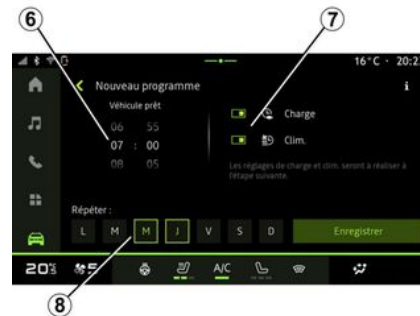 6 7
16°C · 20:2
Nouveau programme i
Véhicule prêt
06 55
07 : 00
08 05
Charge
Clim.
Les réglages de charge et clim. seront à réaliser à
l'étape suivante.
Répéter :
L M M J V S D Enregistrer
20°5 5 A/C
8